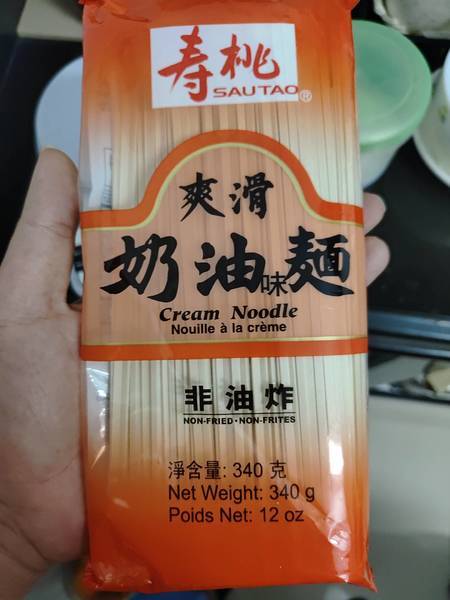 寿桃
SAUTAO®
爽滑
奶油味麵
Cream Noodle
Nouille à la crème
非油炸
NON-FRIED·NON-FRITES
淨含量: 340 克
Net Weight: 340 g
Poids Net: 12 oz